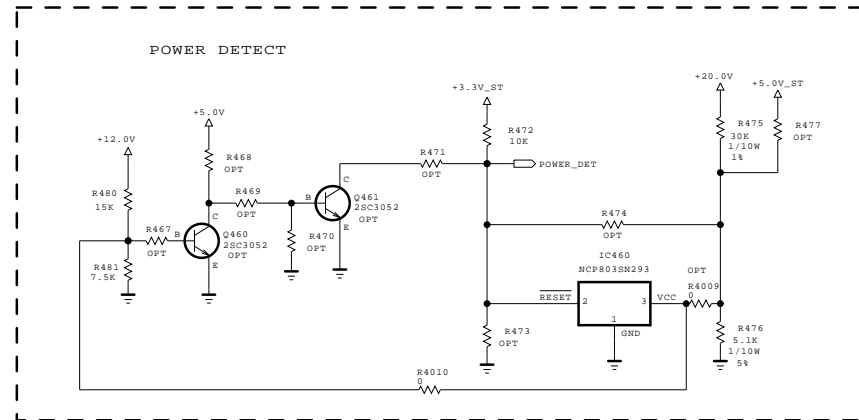 POWER DETECT
+20.0V
+5.0V_ST
+3.3V_ST
+5.0V
+12.0V
R475
30K
1/10W
1%
R477
OPT
R472
10K
R471
OPT
POWER_DET
R468
OPT
R480
15K
R469
OPT
C
B
E
Q461
2SC3052
OPT
R467
OPT
C
B
E
Q460
2SC3052
OPT
R470
OPT
R474
OPT
R481
7.5K
IC460
NCP803SN293
RESET
2
3
VCC
1
GND
OPT
R4009
0
R473
OPT
R476
5.1K
1/10W
5%
R4010
0